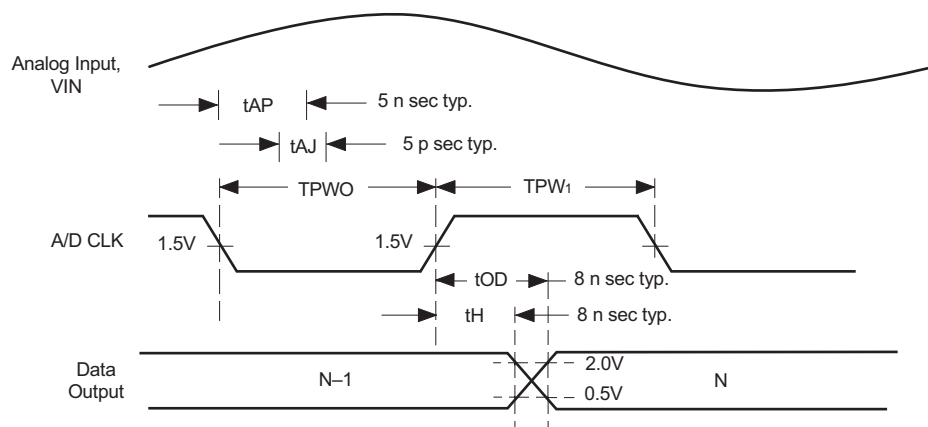 Analog Input,
VIN
tAP
5 n sec typ.
tAJ
5 p sec typ.
TPWO
TPW₁
A/D CLK
1.5V
1.5V
tOD
8 n sec typ.
tH
8 n sec typ.
Data
Output
N–1
2.0V
0.5V
N